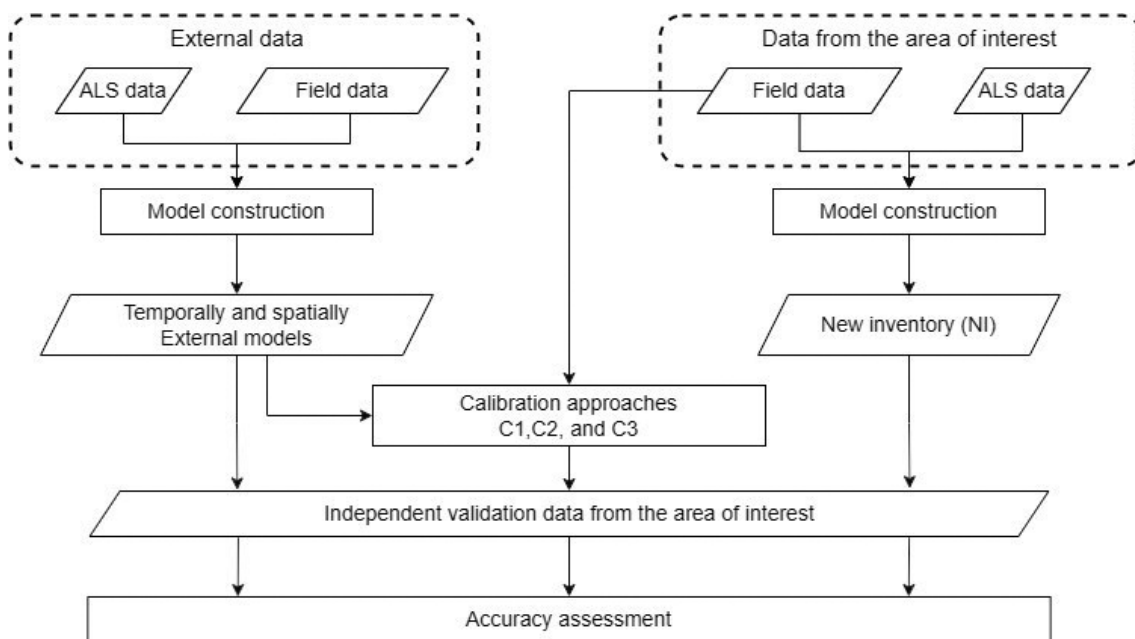 External data
Data from the area of interest
ALS data
Field data
Field data
ALS data
Model construction
Model construction
Temporally and spatially
External models
New inventory (NI)
Calibration approaches
C1,C2, and C3
Independent validation data from the area of interest
Accuracy assessment